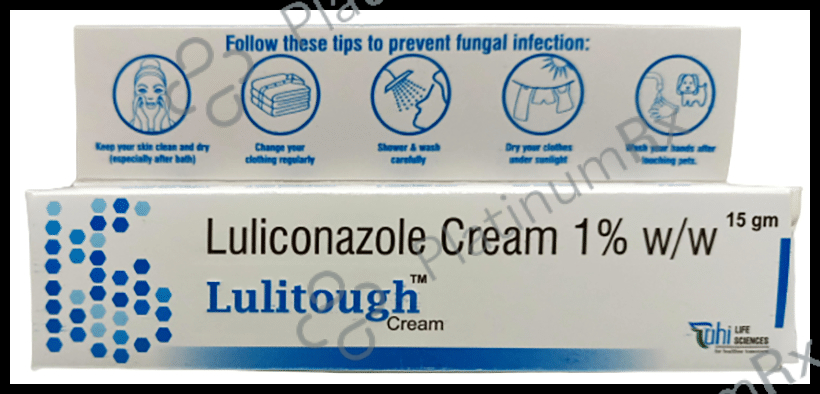 Follow these tips to prevent fungal infection:
Keep your skin clean and dry
(especially after bath)
Change your
clothing regularly
Shower & wash
carefully
Dry your clothes
under sunlight
Wash your hands after
touching pets.
Luliconazole Cream 1% w/w 15 gm
Lulitough™
Cream
LIFE
SCIENCES
PlatinumRx
PlatinumRx